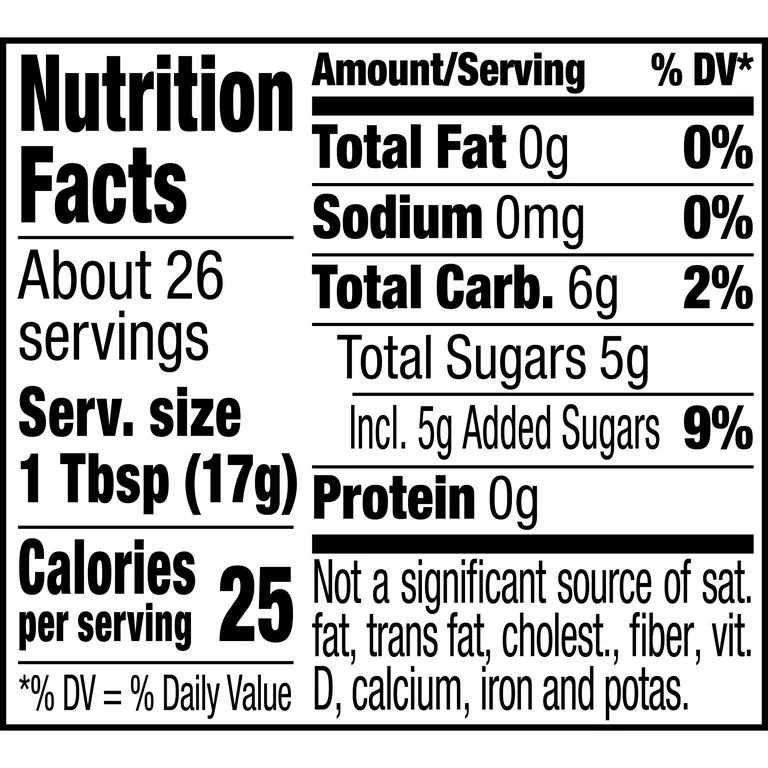 Nutrition
Facts
About 26
servings
Serv. size
1 Tbsp (17g)
Calories
per serving 25
*% DV = % Daily Value
Amount/Serving % DV*
Total Fat 0g 0%
Sodium 0mg 0%
Total Carb. 6g 2%
Total Sugars 5g
Incl. 5g Added Sugars 9%
Protein 0g
Not a significant source of sat.
fat, trans fat, cholest., fiber, vit.
D, calcium, iron and potas.